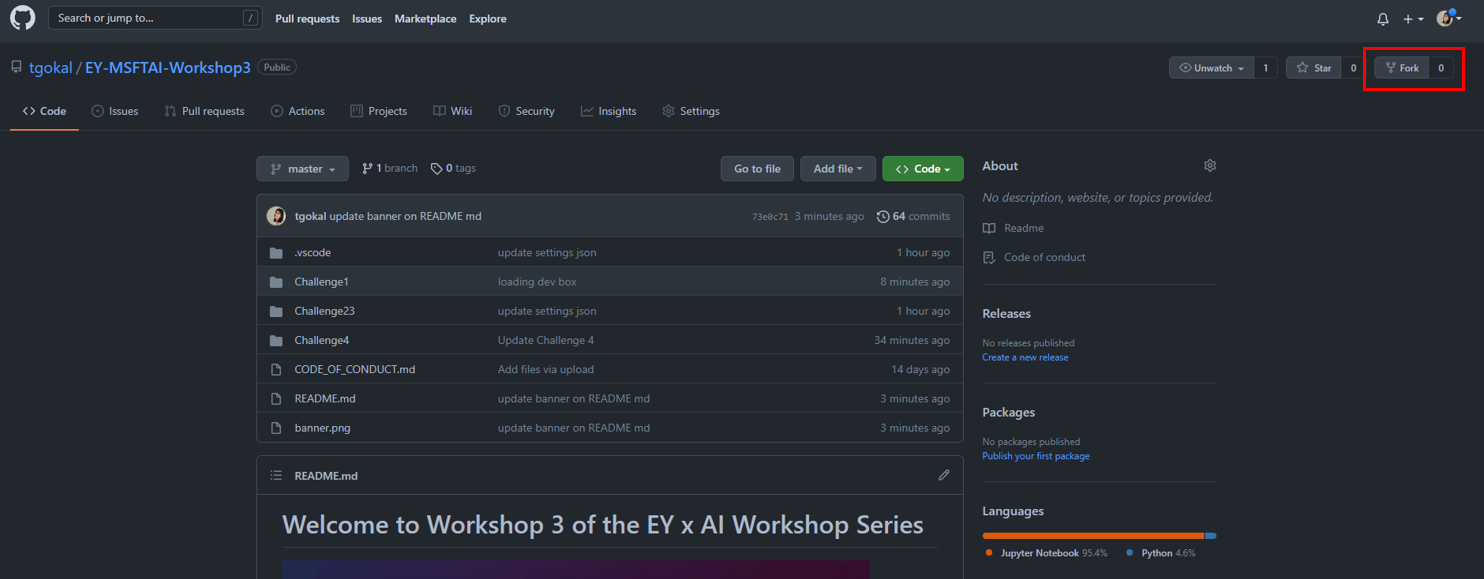 Search or jump to... /
Pull requests Issues Marketplace Explore
tgokal / EY-MSFTAI-Workshop3 Public
Unwatch 1 Star 0 Fork 0
Code Issues Pull requests Actions Projects Wiki Security Insights Settings
master 1 branch 0 tags Go to file Add file Code
tgokal update banner on README md 73e0c71 3 minutes ago 64 commits
.vscode update settings json 1 hour ago
Challenge1 loading dev box 8 minutes ago
Challenge23 update settings json 1 hour ago
Challenge4 Update Challenge 4 34 minutes ago
CODE_OF_CONDUCT.md Add files via upload 14 days ago
README.md update banner on README md 3 minutes ago
banner.png update banner on README md 3 minutes ago
README.md
Welcome to Workshop 3 of the EY x AI Workshop Series
About
No description, website, or topics provided.
Readme
Code of conduct
Releases
No releases published
Create a new release
Packages
No packages published
Publish your first package
Languages
Jupyter Notebook 95.4% Python 4.6%